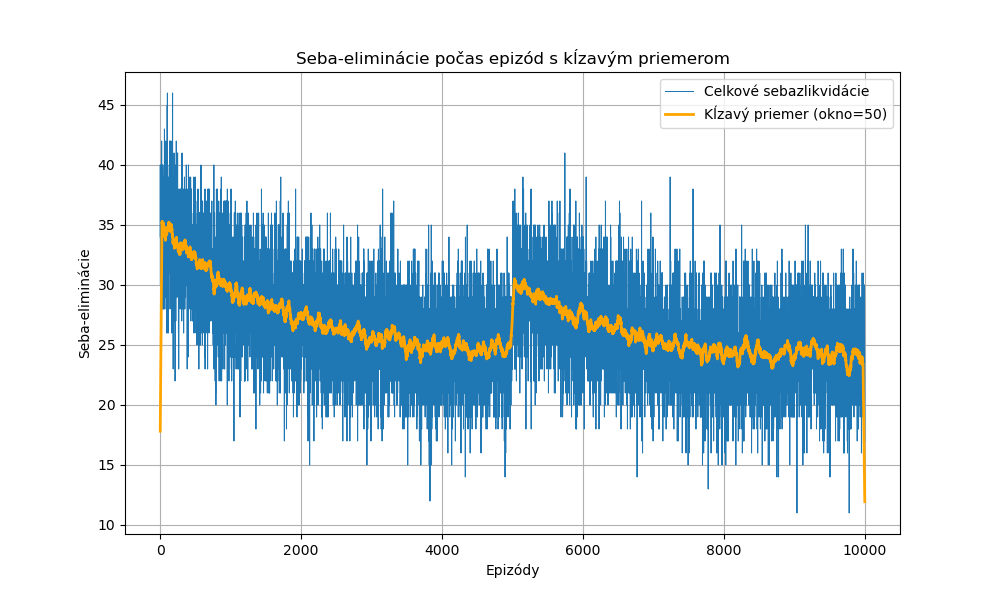 Seba-eliminácie počas epizód s kĺzavým priemerom
Celkové sebazlikvidácie
Kĺzavý priemer (okno=50)
Seba-eliminácie
45
40
35
30
25
20
15
10
0
2000
4000
6000
8000
10000
Epizódy